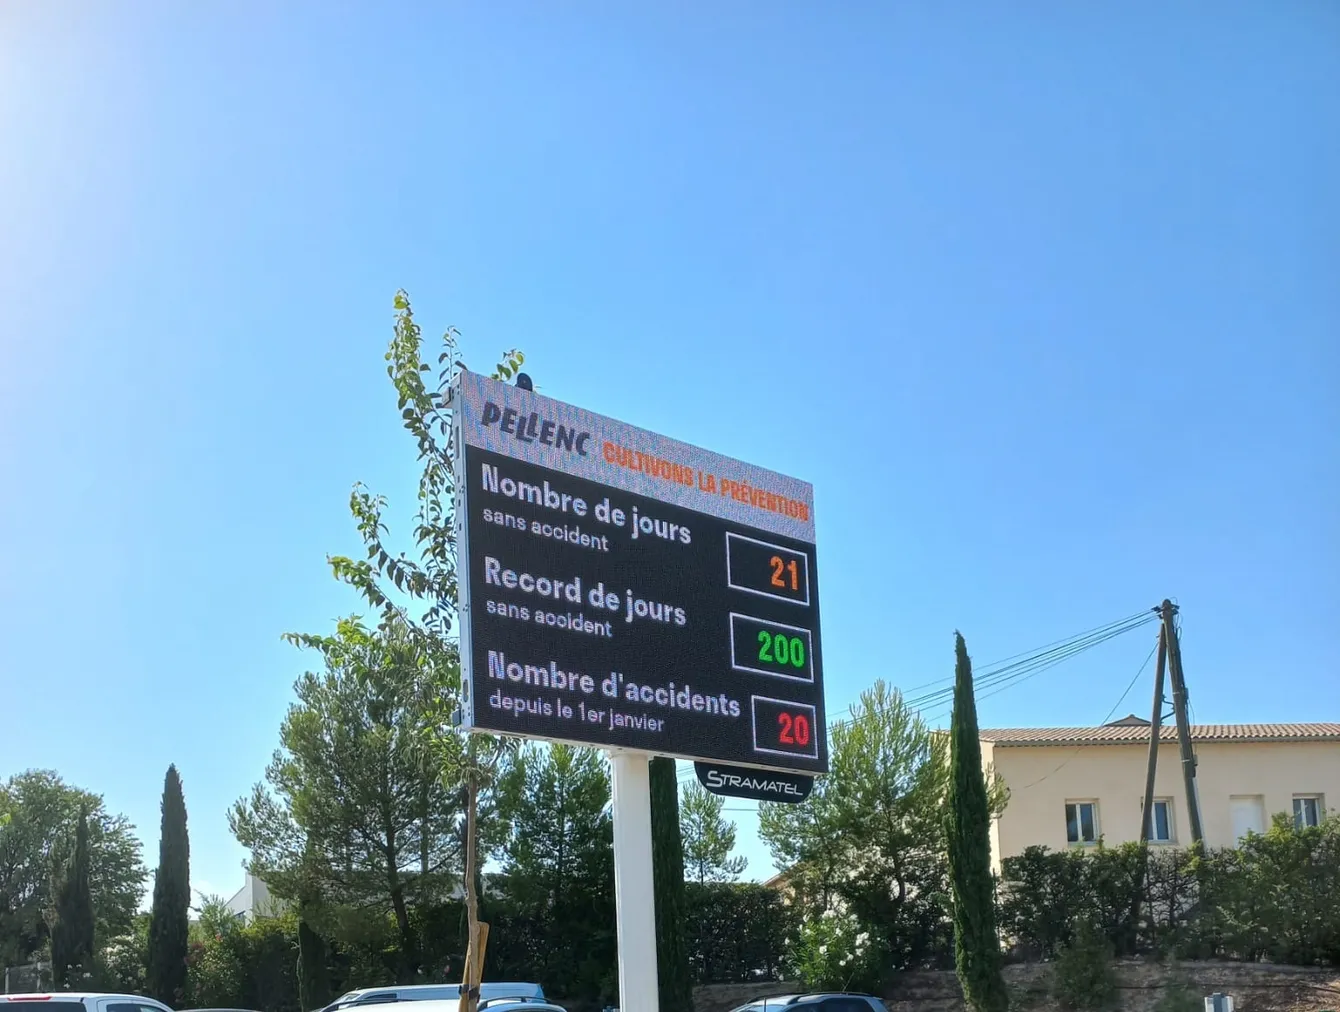 PELLENC CULTIVONS LA PRÉVENTION
Nombre de jours
sans accident
21
Record de jours
sans accident
200
Nombre d'accidents
depuis le 1er janvier
20
STRAMATEL